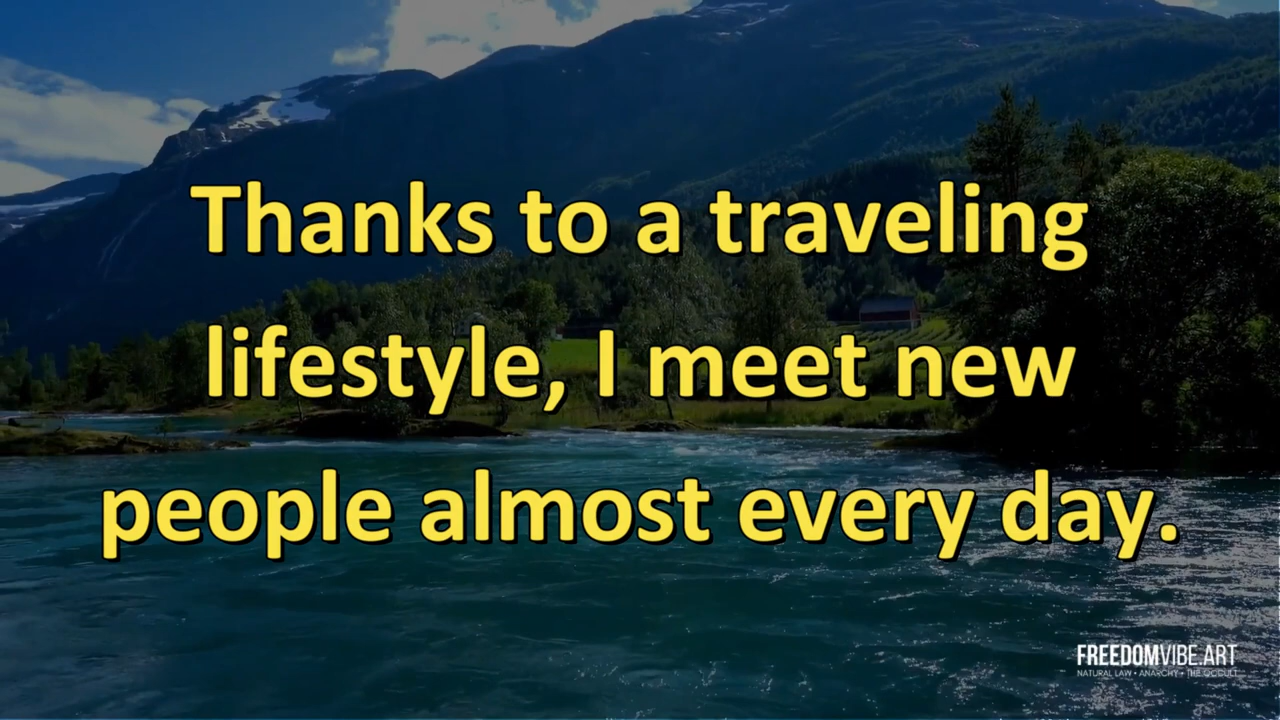 Thanks to a traveling
lifestyle, I meet new
people almost every day.
FREEDOMVIBE.ART
NATURAL LAW • ANARCHY • THE OCCULT